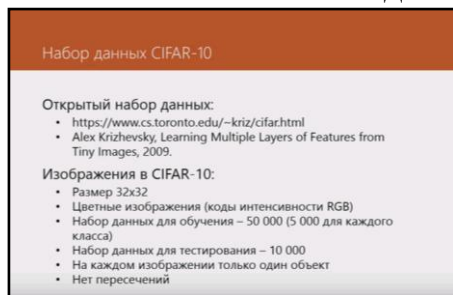 Набор данных CIFAR-10
Открытый набор данных:
• https://www.cs.toronto.edu/~kriz/cifar.html
• Alex Krizhevsky, Learning Multiple Layers of Features from
Tiny Images, 2009.
Изображения в CIFAR-10:
• Размер 32x32
• Цветные изображения (коды интенсивности RGB)
• Набор данных для обучения – 50 000 (5 000 для каждого
класса)
• Набор данных для тестирования – 10 000
• На каждом изображении только один объект
• Нет пересечений